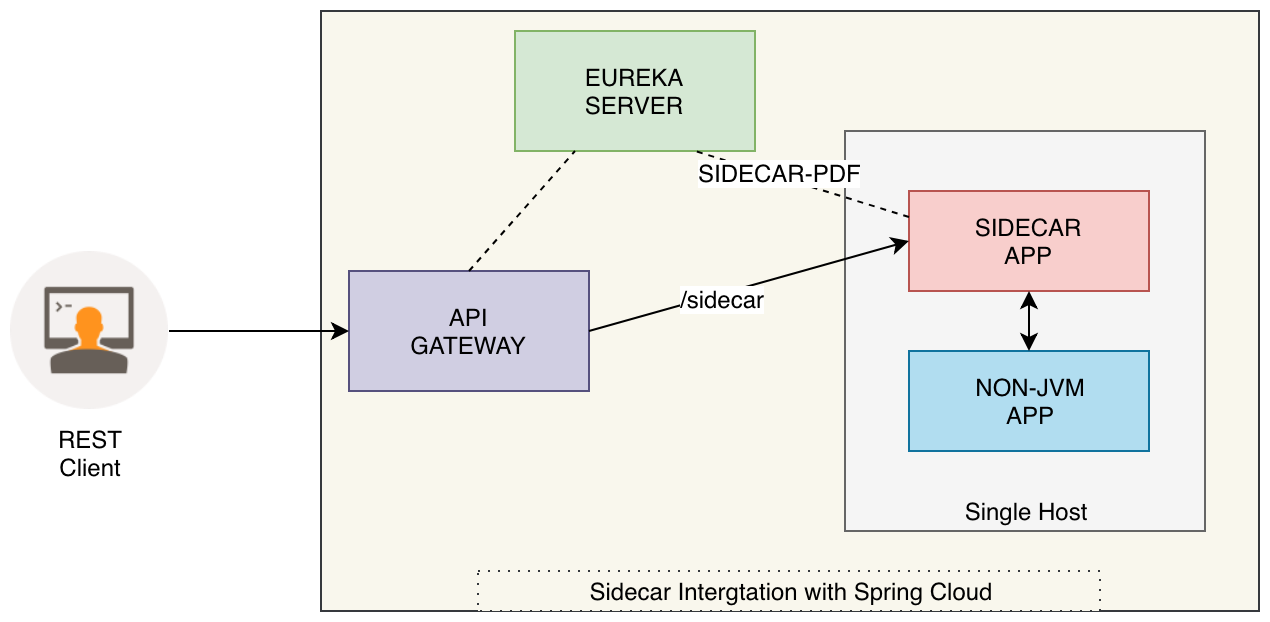 EUREKA
SERVER
SIDECAR-PDF
SIDECAR
APP
/sidecar
API
GATEWAY
>-
NON-JVM
APP
REST
Client
Single Host
Sidecar Intergtation with Spring Cloud